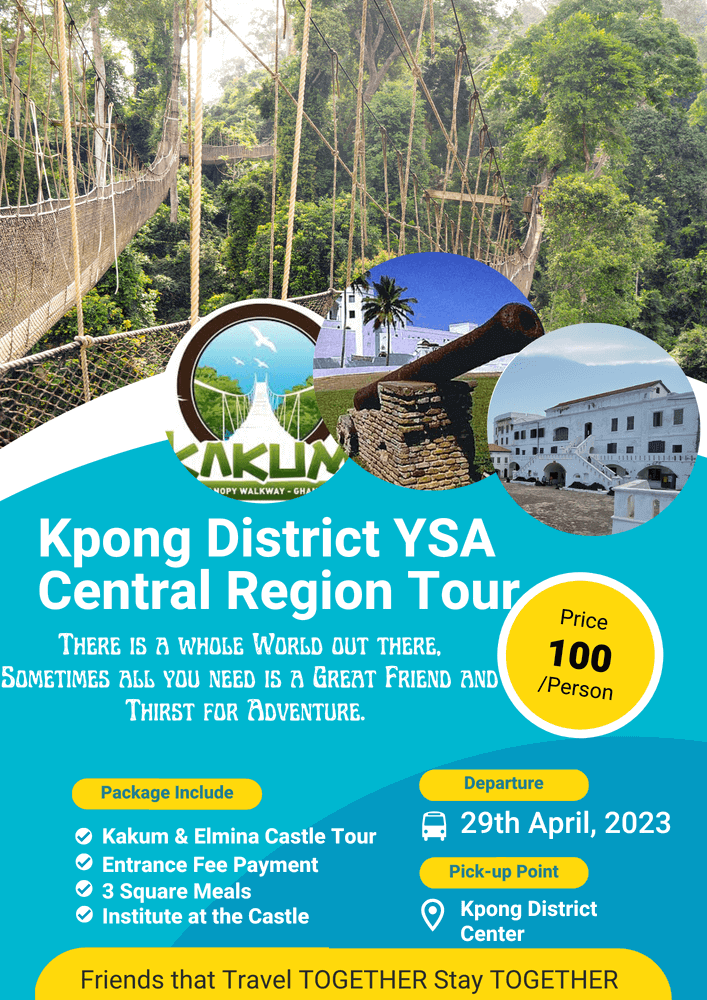 KAKUM
NOPY WALKWAY - GHA
Kpong District YSA
Central Region Tour
There is a whole World out there,
Sometimes all you need is a Great Friend and
Thirst for Adventure.
Price
100
/Person
Package Include
Kakum & Elmina Castle Tour
Entrance Fee Payment
3 Square Meals
Institute at the Castle
Departure
29th April, 2023
Pick-up Point
Kpong District
Center
Friends that Travel TOGETHER Stay TOGETHER